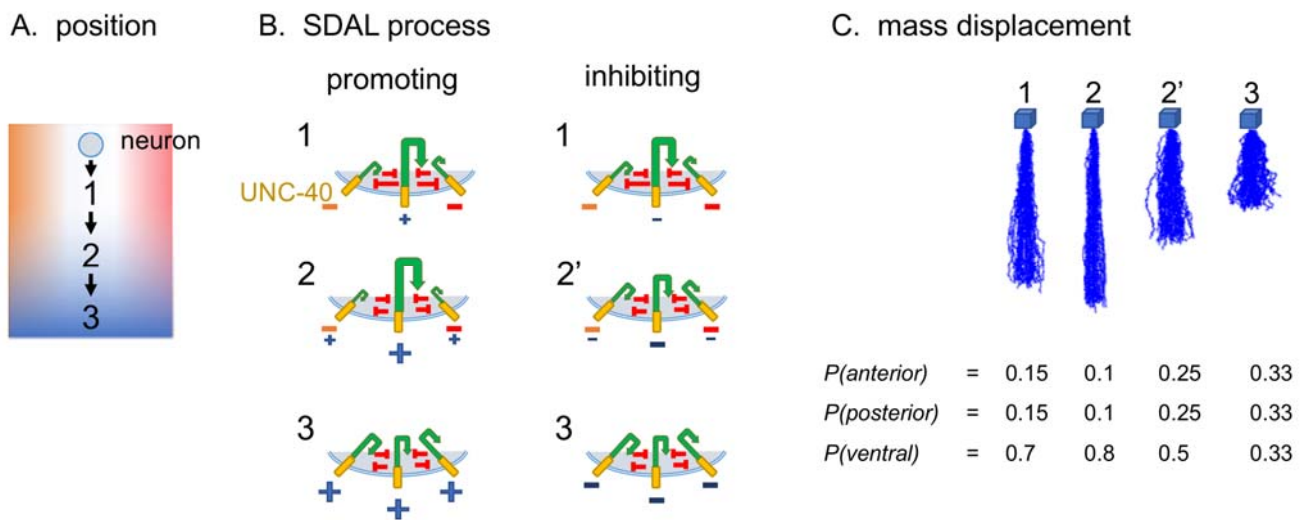 A. position
neuron
1
2
3
B. SDAL process
promoting
inhibiting
1
1
UNC-40
− −
+
− −
−
2
2’
− −
+ +
+
− −
− −
−
3
3
+ +
+
− −
−
C. mass displacement
1 2 2’ 3
P(anterior) = 0.15 0.1 0.25 0.33
P(posterior) = 0.15 0.1 0.25 0.33
P(ventral) = 0.7 0.8 0.5 0.33